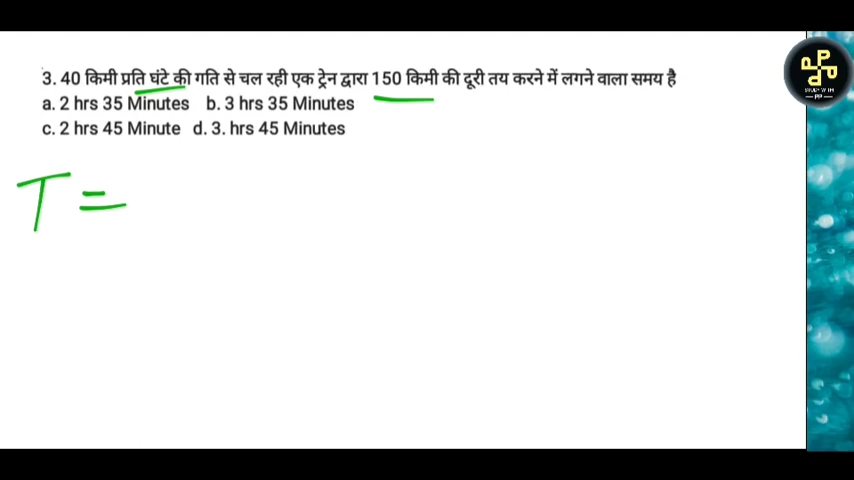 3. 40 किमी प्रति घंटे की गति से चल रही एक ट्रेन द्वारा 150 किमी की दूरी तय करने में लगने वाला समय है
a. 2 hrs 35 Minutes b. 3 hrs 35 Minutes
c. 2 hrs 45 Minute d. 3. hrs 45 Minutes
T =